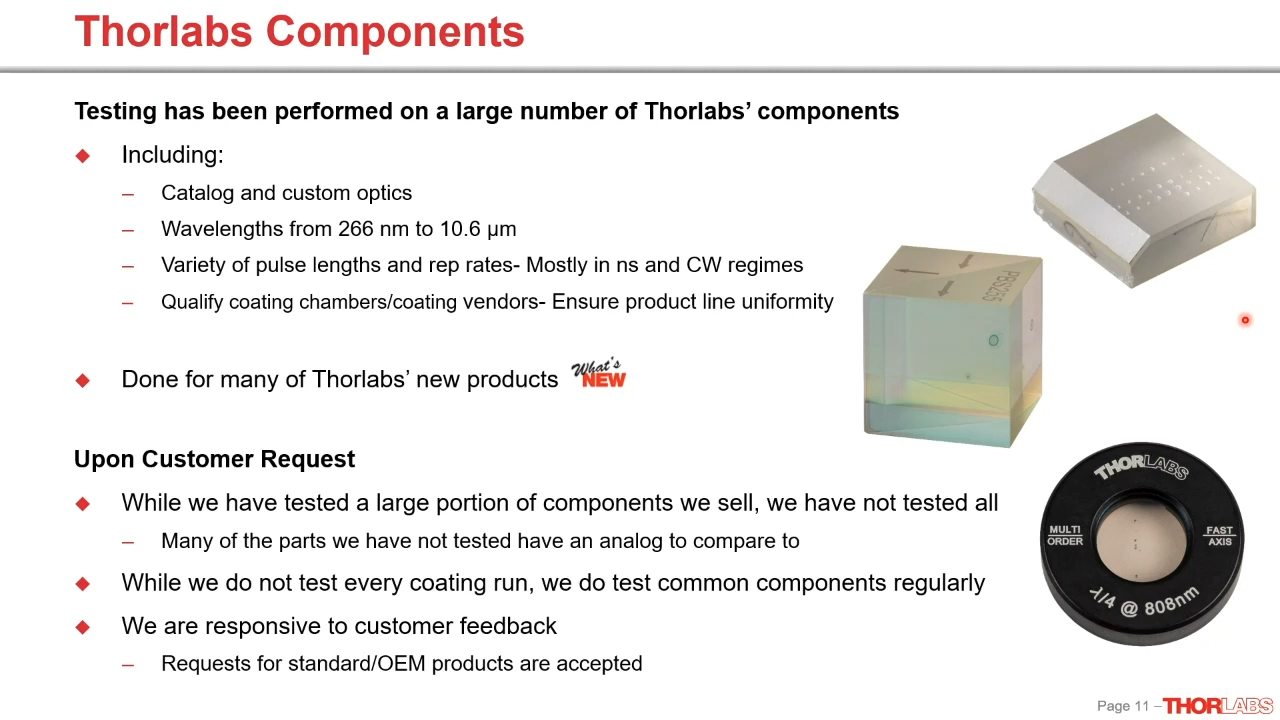 Thorlabs Components
Testing has been performed on a large number of Thorlabs’ components
◆ Including:
– Catalog and custom optics
– Wavelengths from 266 nm to 10.6 µm
– Variety of pulse lengths and rep rates- Mostly in ns and CW regimes
– Qualify coating chambers/coating vendors- Ensure product line uniformity
PBS255
◆ Done for many of Thorlabs’ new products
What's
NEW
Upon Customer Request
◆ While we have tested a large portion of components we sell, we have not tested all
– Many of the parts we have not tested have an analog to compare to
◆ While we do not test every coating run, we do test common components regularly
◆ We are responsive to customer feedback
– Requests for standard/OEM products are accepted
THORLABS
MULTI
ORDER
FAST
AXIS
λ/4 @ 808nm
Page 11 –THORLABS